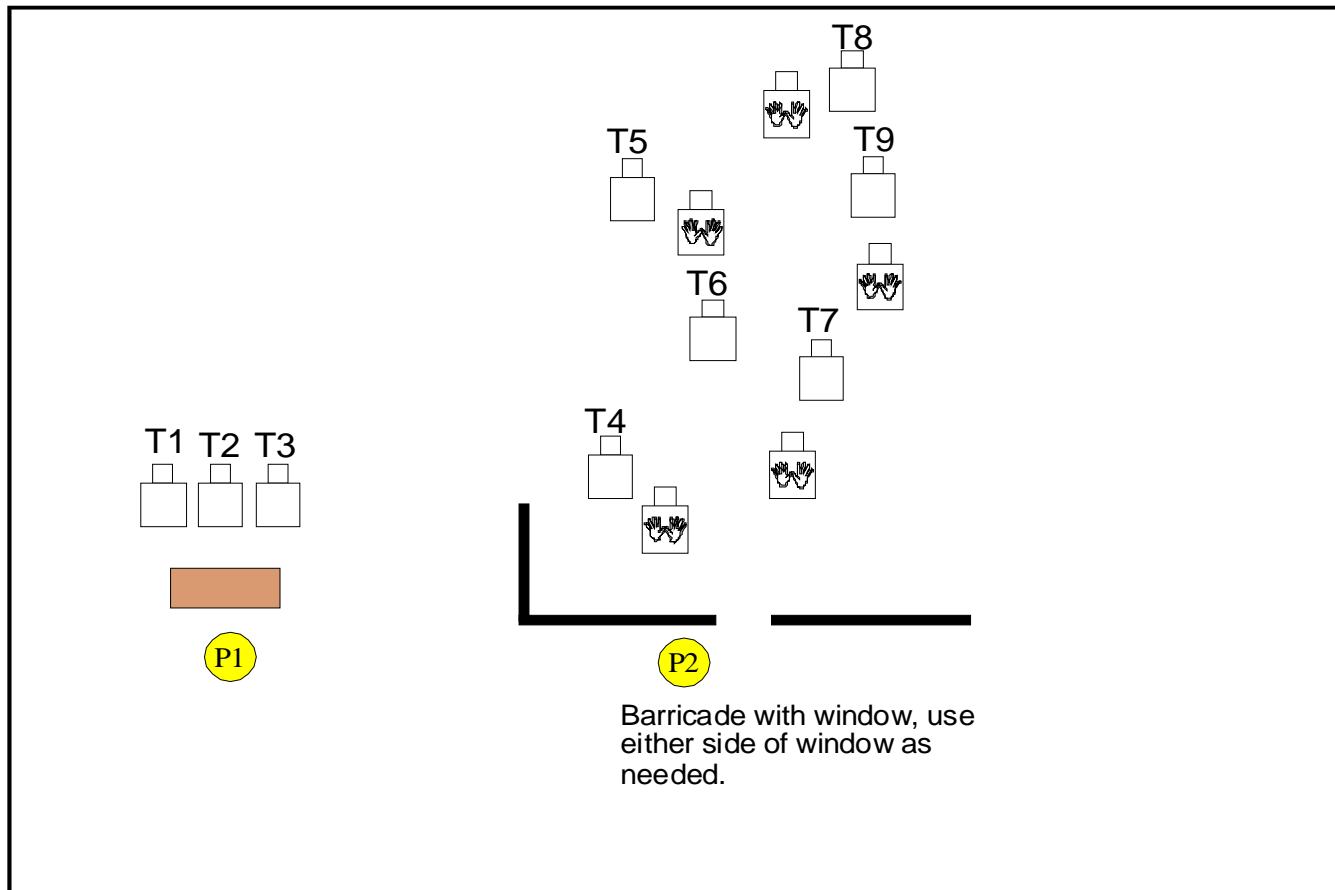 T8
T5
T9
T6
T7
T4
T1 T2 T3
P1
P2
Barricade with window, use
either side of window as
needed.